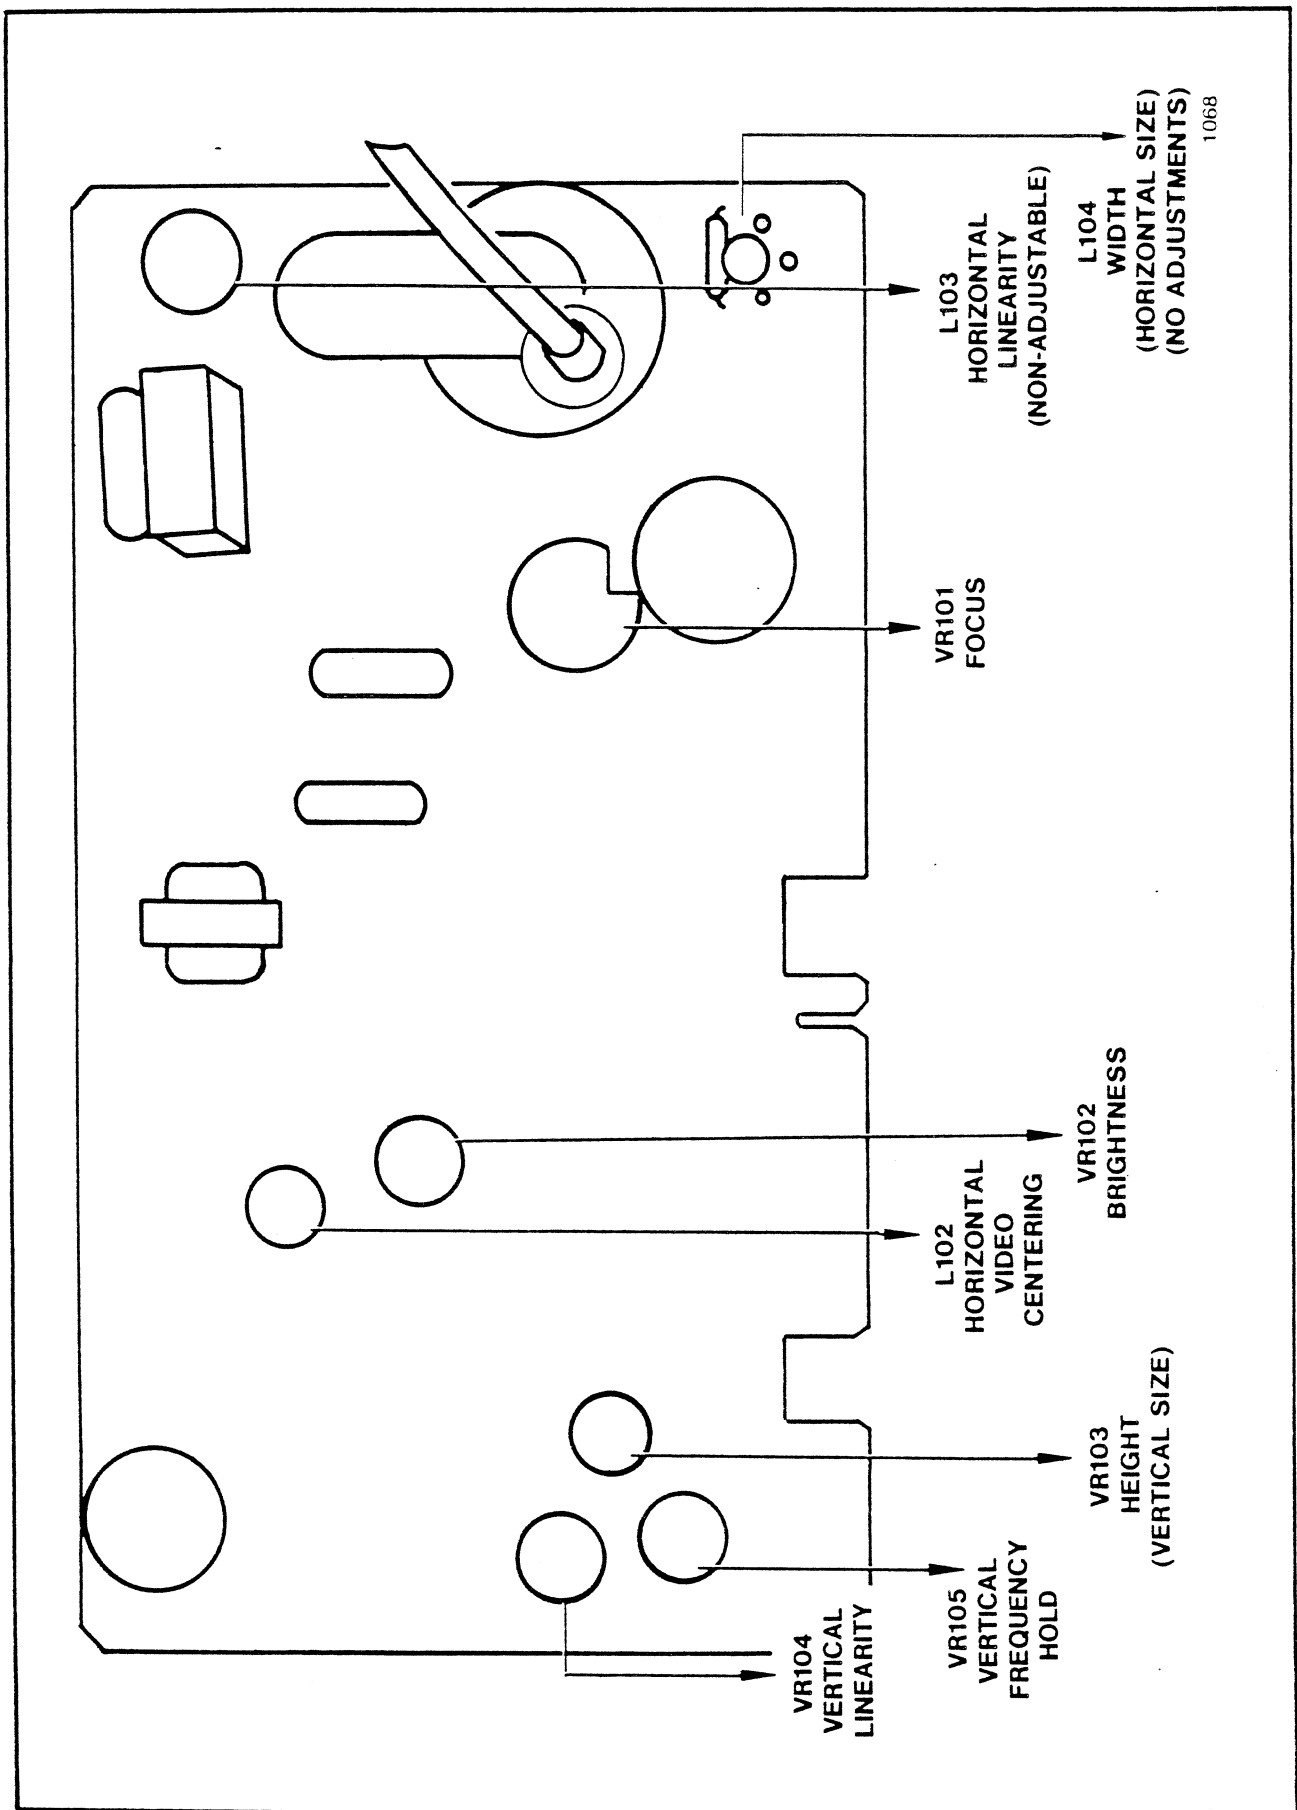 VR104
VERTICAL
LINEARITY
VR105
VERTICAL
FREQUENCY
HOLD
VR103
HEIGHT
(VERTICAL SIZE)
L102
HORIZONTAL
VIDEO
CENTERING
VR102
BRIGHTNESS
VR101
FOCUS
L103
HORIZONTAL
LINEARITY
(NON-ADJUSTABLE)
L104
WIDTH
(HORIZONTAL SIZE)
(NO ADJUSTMENTS)
1068